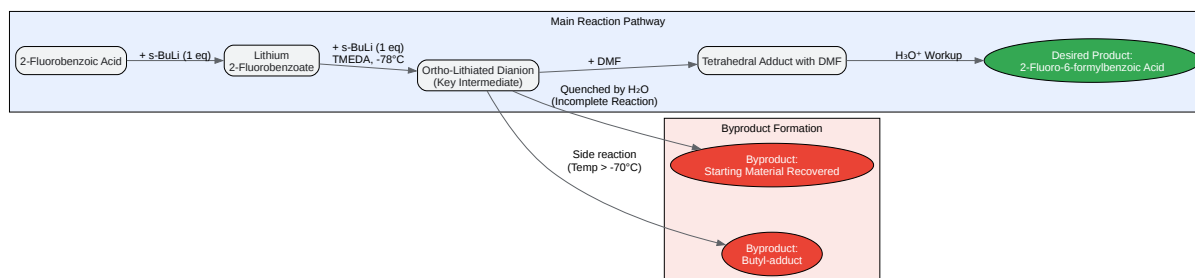 Main Reaction Pathway
2-Fluorobenzoic Acid
+ s-BuLi (1 eq)
Lithium
2-Fluorobenzoate
+ s-BuLi (1 eq)
TMEDA, -78°C
Ortho-Lithiated Dianion
(Key Intermediate)
+ DMF
Tetrahedral Adduct with DMF
H₃O⁺ Workup
Desired Product:
2-Fluoro-6-formylbenzoic Acid
Quenched by H₂O
(Incomplete Reaction)
Byproduct Formation
Byproduct:
Starting Material Recovered
Side reaction
(Temp > -70°C)
Byproduct:
Butyl-adduct